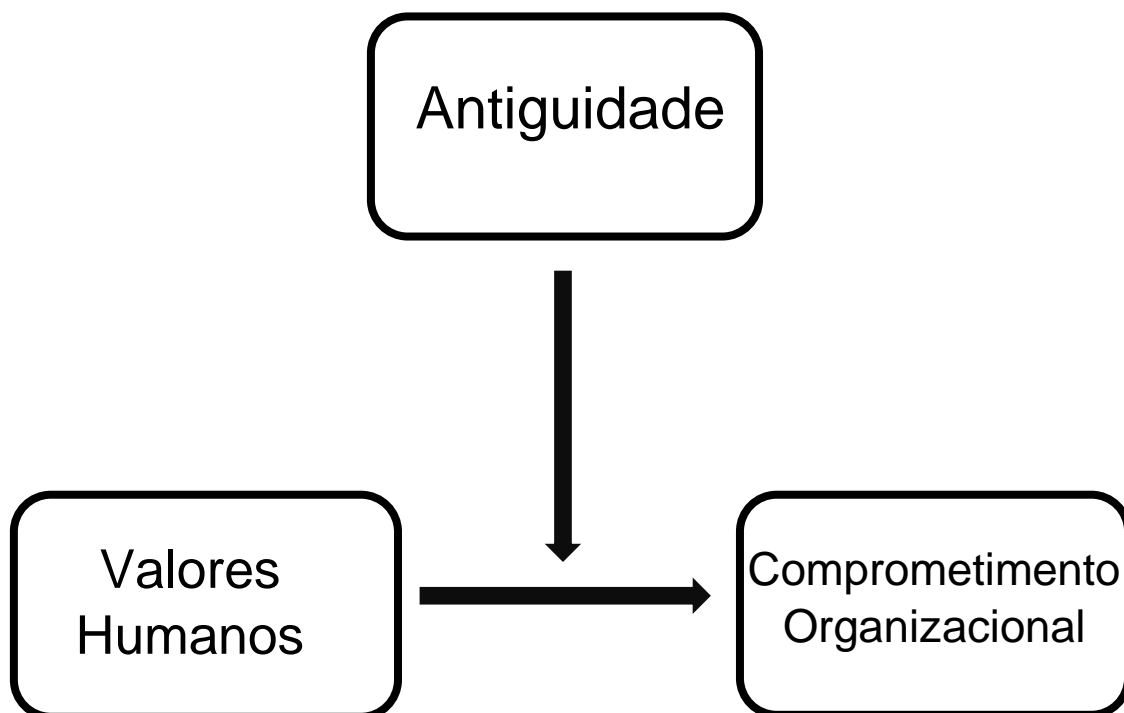 Antiguidade
Valores
Humanos
Comprometimento
Organizacional